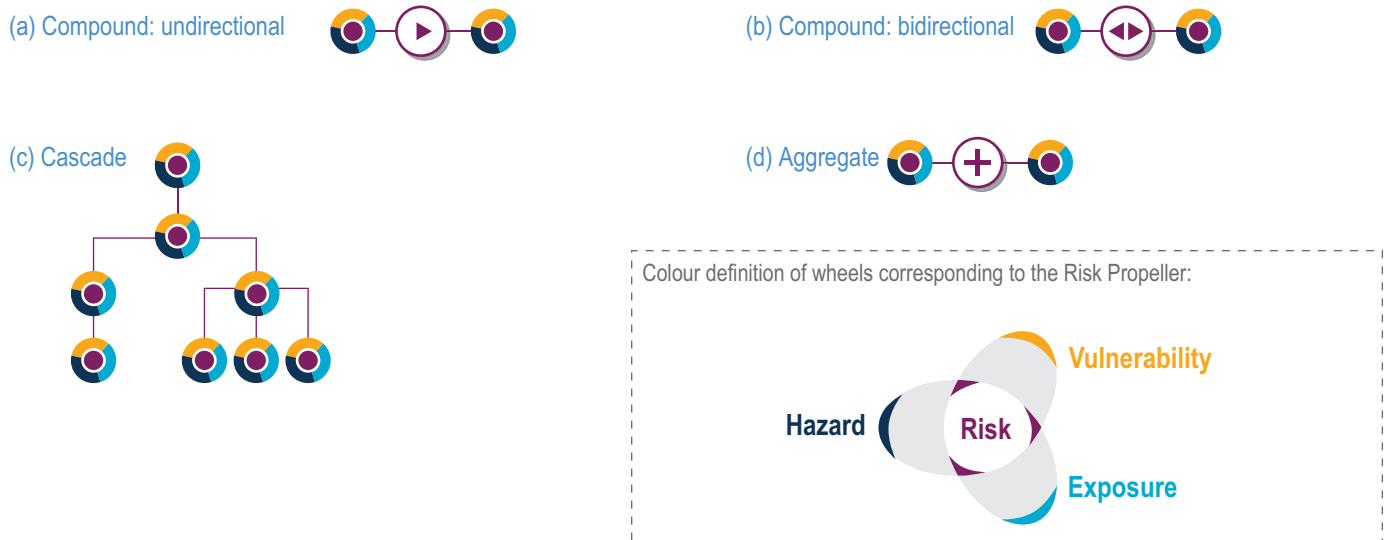 (a) Compound: undirectional
(b) Compound: bidirectional
(c) Cascade
(d) Aggregate
Colour definition of wheels corresponding to the Risk Propeller:
Vulnerability
Hazard
Risk
Exposure